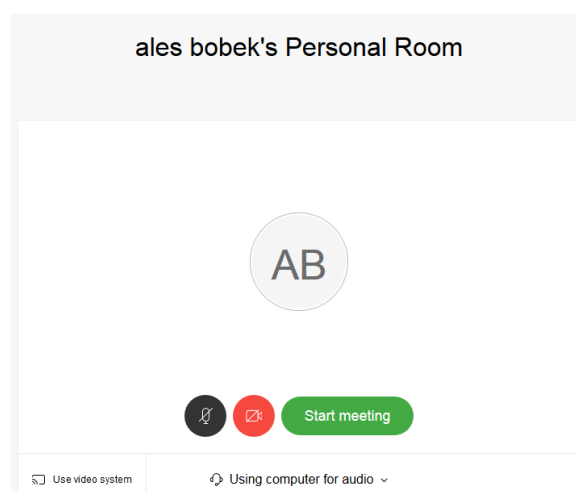 ales bobek's Personal Room
AB
Start meeting
Use video system
Using computer for audio